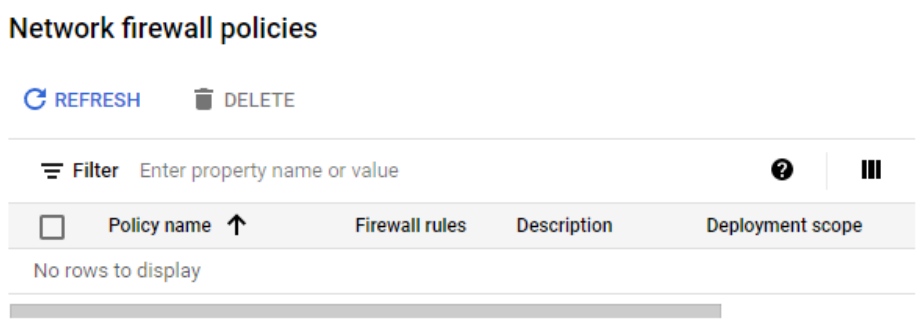 Network firewall policies
REFRESH DELETE
Filter Enter property name or value ?
Policy name ↑ Firewall rules Description Deployment scope
No rows to display